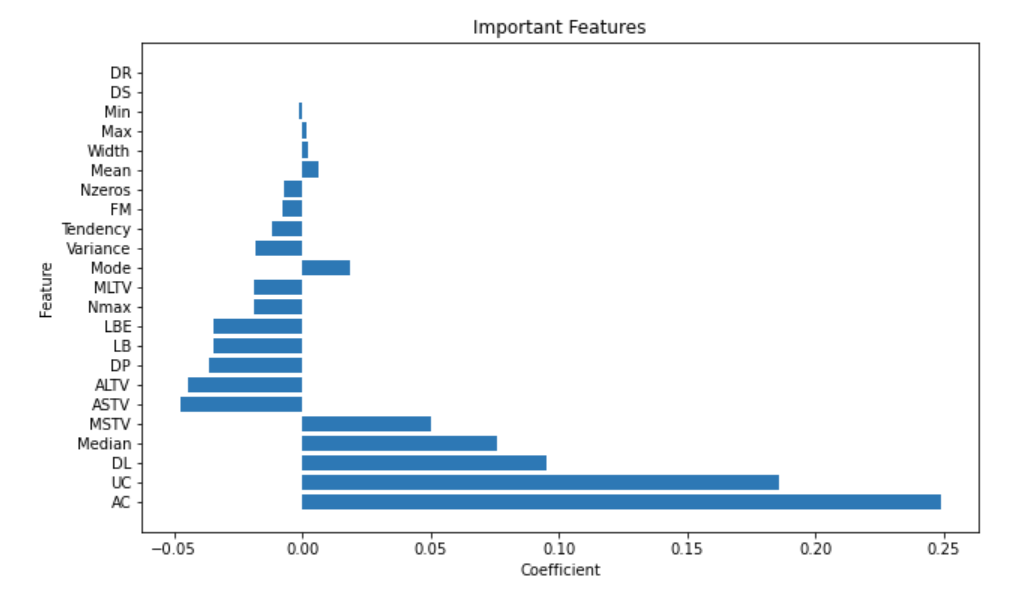 Important Features
DR
DS
Min
Max
Width
Mean
Nzeros
FM
Tendency
Variance
Mode
MLTV
Nmax
LBE
LB
DP
ALTV
ASTV
MSTV
Median
DL
UC
AC
Feature
−0.05 0.00 0.05 0.10 0.15 0.20 0.25
Coefficient